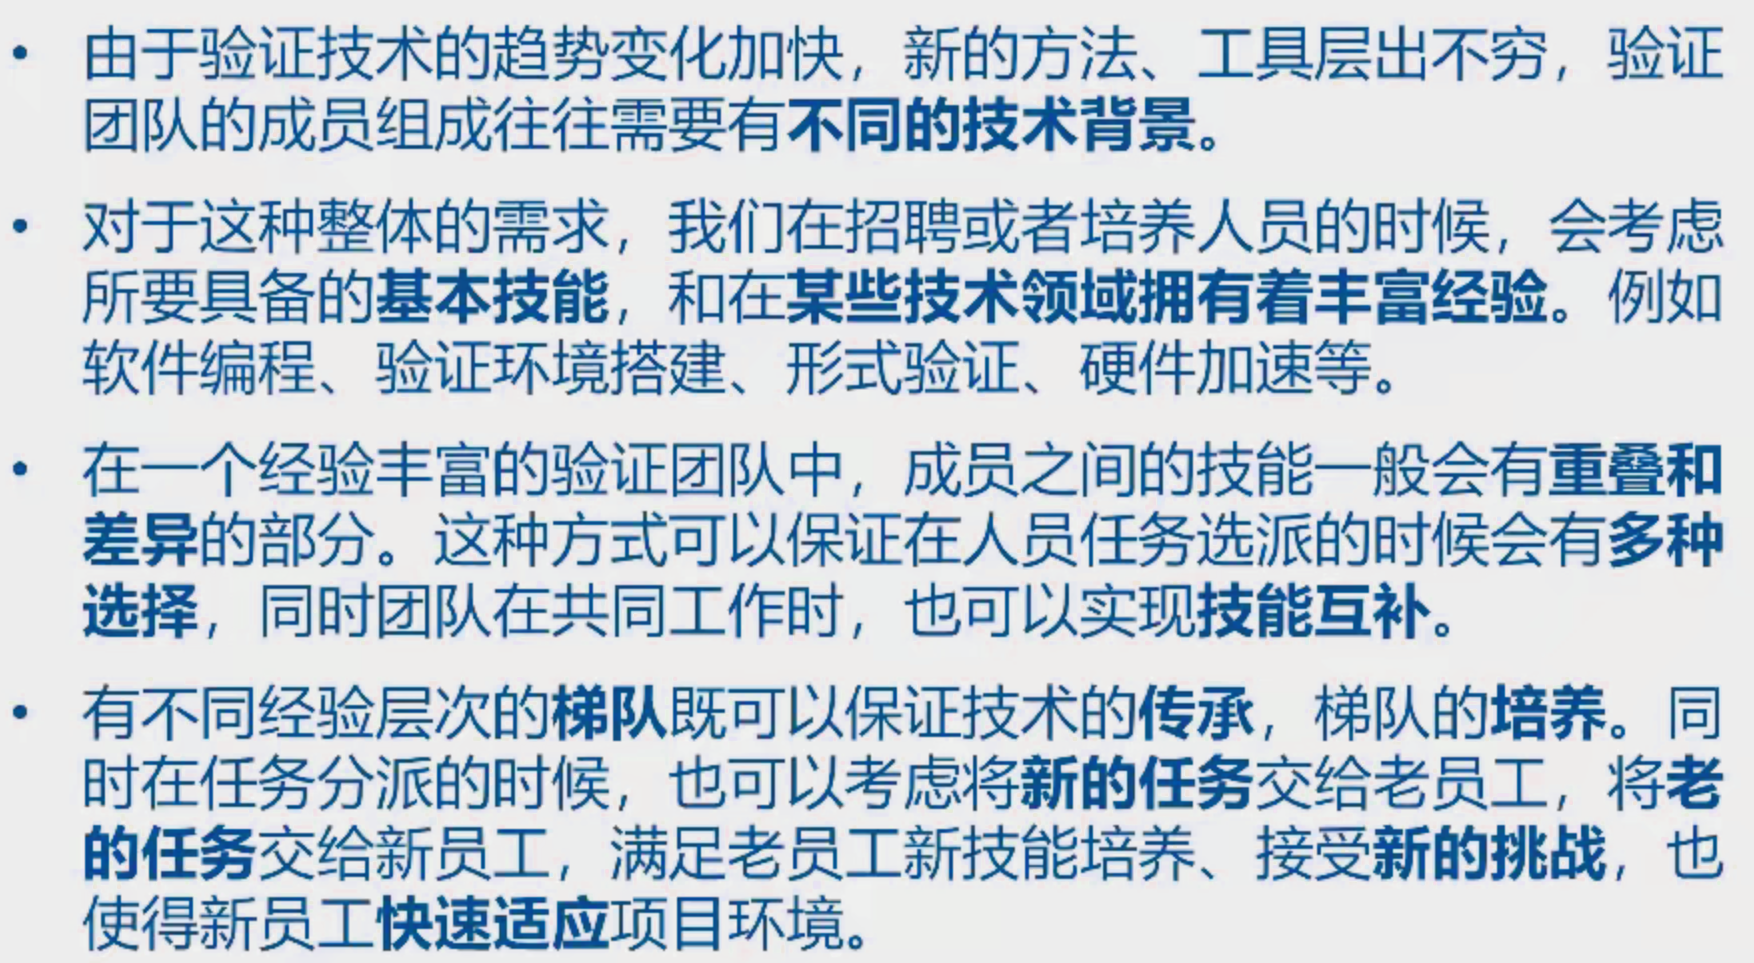 • 由于验证技术的趋势变化加快，新的方法、工具层出不穷，验证
团队的成员组成往往需要有不同的技术背景。
• 对于这种整体的需求，我们在招聘或者培养人员的时候，会考虑
所要具备的基本技能，和在某些技术领域拥有着丰富经验。例如
软件编程、验证环境搭建、形式验证、硬件加速等。
• 在一个经验丰富的验证团队中，成员之间的技能一般会有重叠和
差异的部分。这种方式可以保证在人员任务选派的时候会有多种
选择，同时团队在共同工作时，也可以实现技能互补。
• 有不同经验层次的梯队既可以保证技术的传承，梯队的培养。同
时在任务分派的时候，也可以考虑将新的任务交给老员工，将老
的任务交给新员工，满足老员工新技能培养、接受新的挑战，也
使得新员工快速适应项目环境。